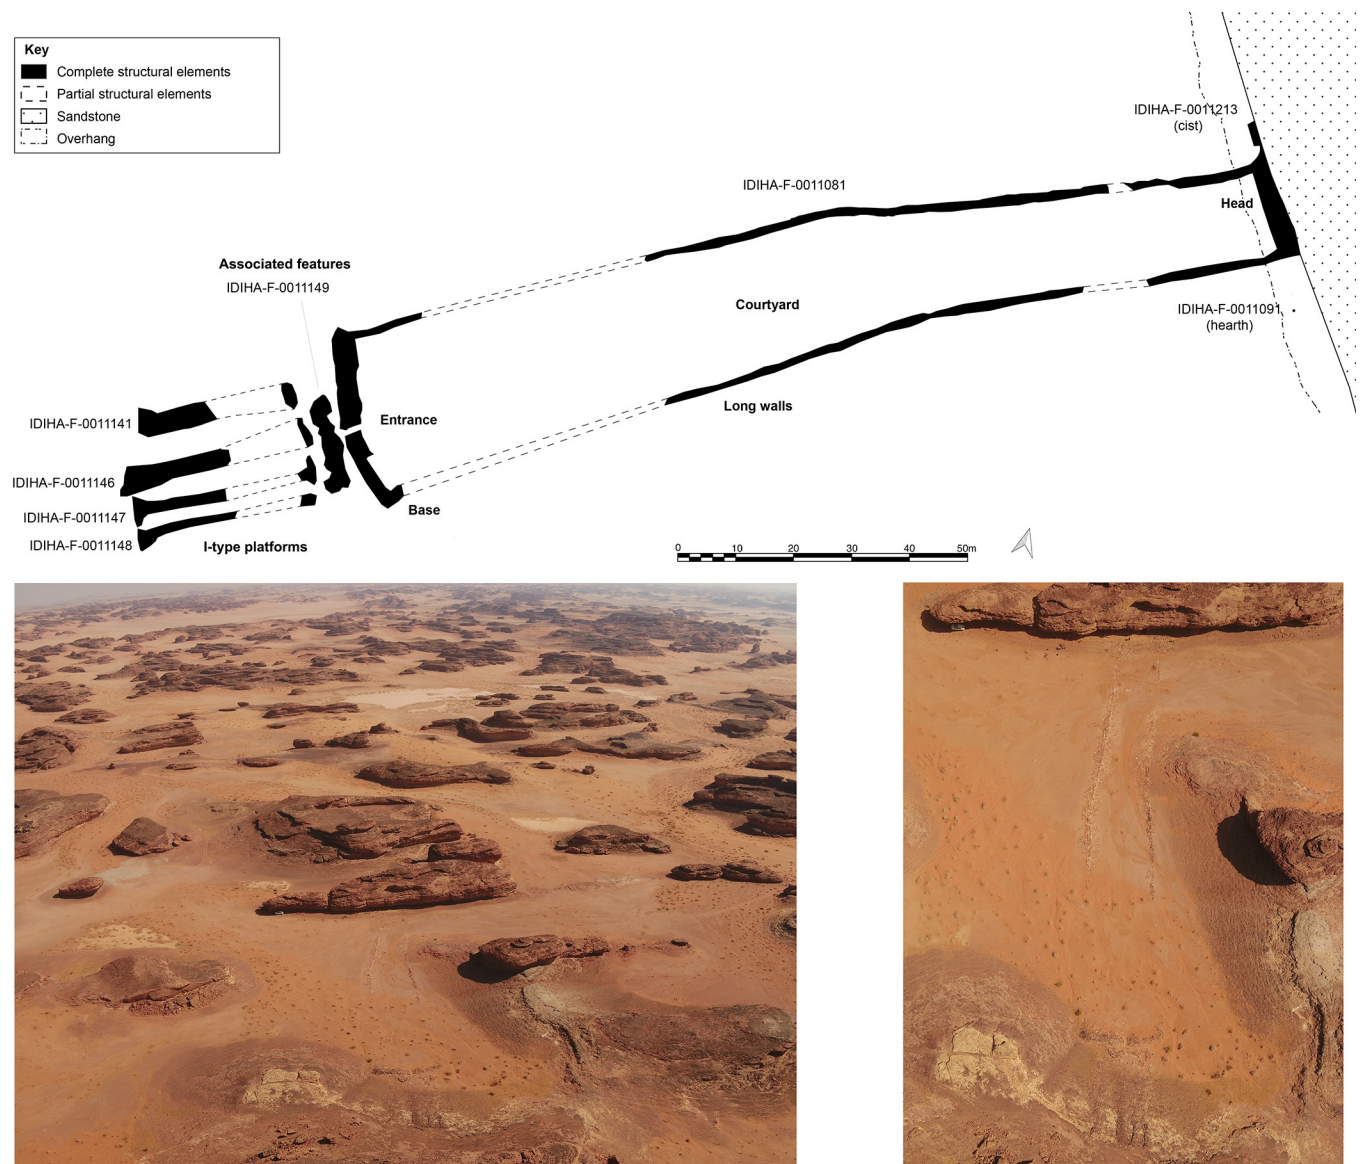 Key
Complete structural elements
Partial structural elements
Sandstone
Overhang
IDIHA-F-0011213
(cist)
IDIHA-F-0011081
Head
Associated features
IDIHA-F-0011149
Courtyard
IDIHA-F-0011091
(hearth)
Long walls
Entrance
IDIHA-F-0011141
IDIHA-F-0011146
IDIHA-F-0011147
IDIHA-F-0011148
Base
I-type platforms
0 10 20 30 40 50m